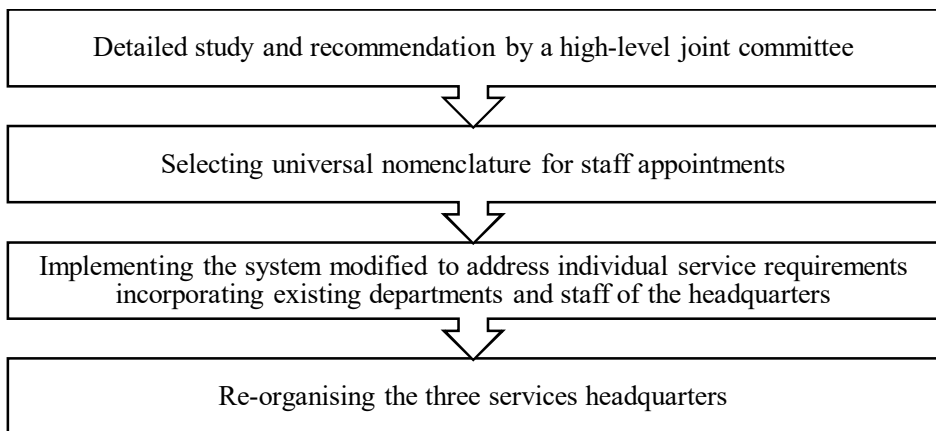 Detailed study and recommendation by a high-level joint committee
Selecting universal nomenclature for staff appointments
Implementing the system modified to address individual service requirements
incorporating existing departments and staff of the headquarters
Re-organising the three services headquarters